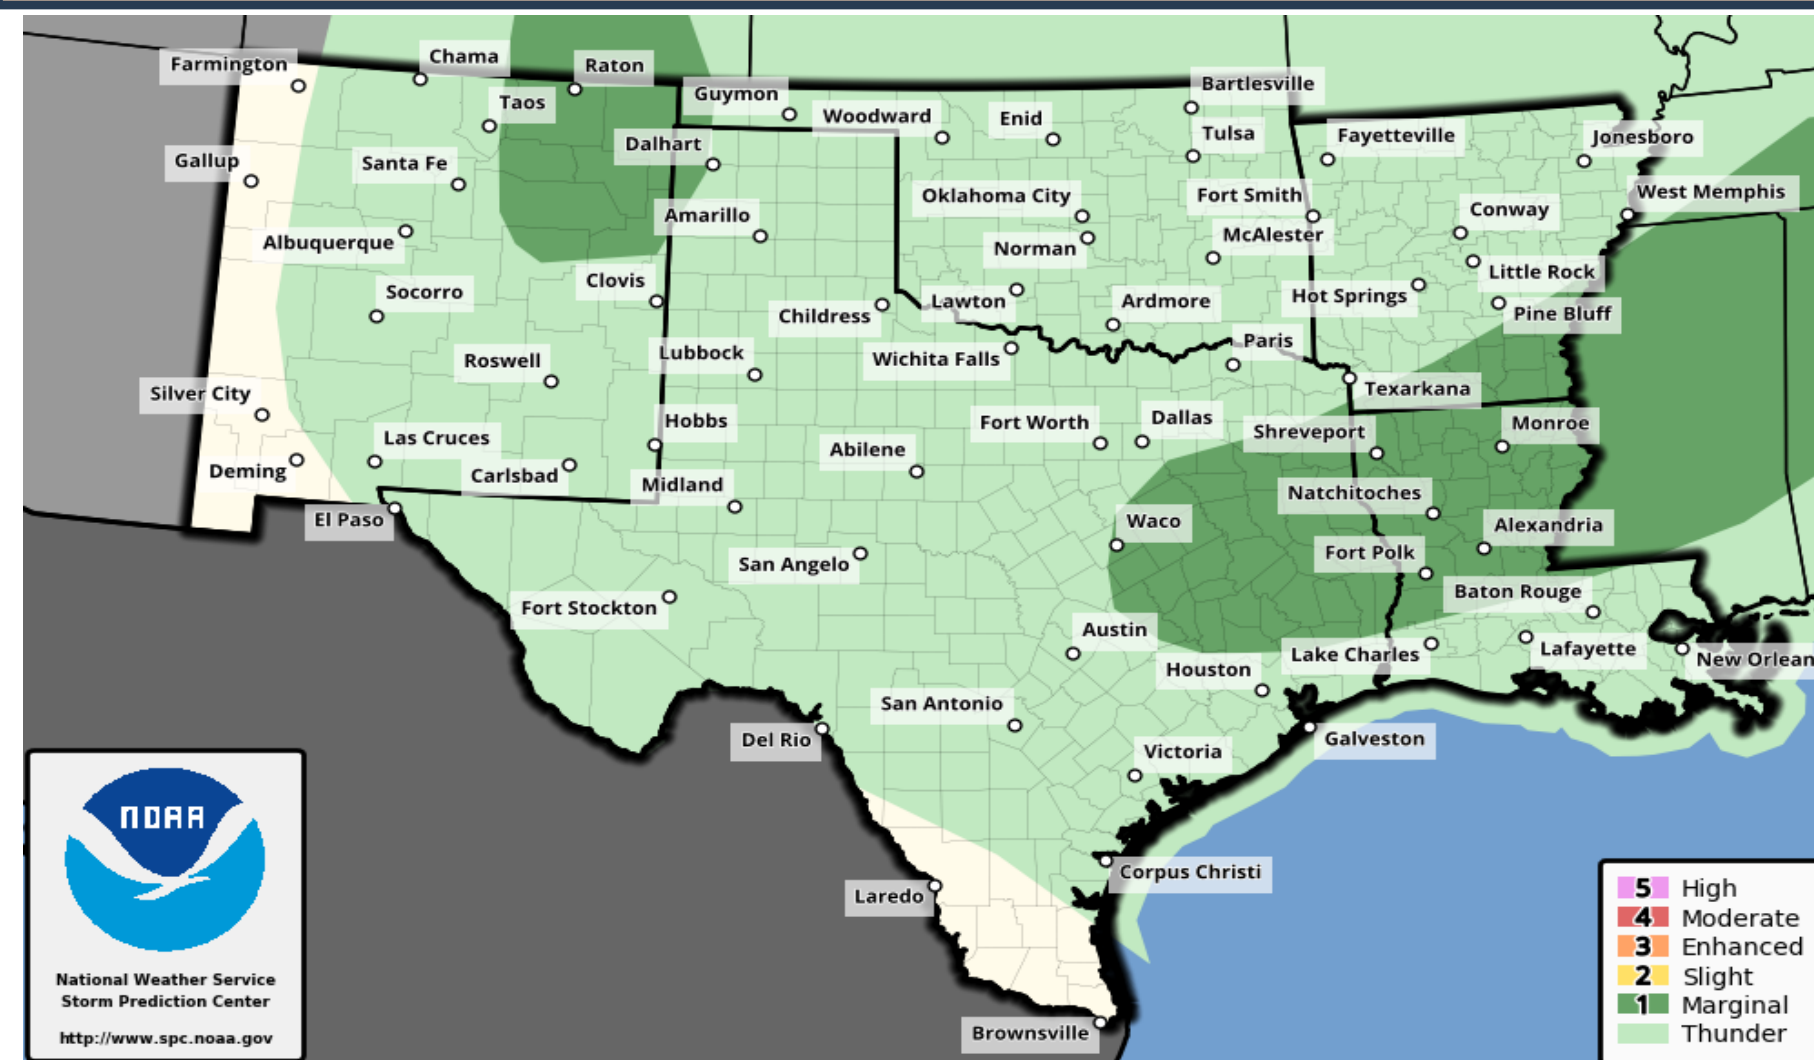 Farmington
Chama
Raton
Taos
Guymon
Woodward
Enid
Bartlesville
Tulsa
Fayetteville
Jonesboro
Gallup
Santa Fe
Dalhart
Amarillo
Oklahoma City
Norman
Fort Smith
McAlester
Conway
West Memphis
Albuquerque
Socorro
Clovis
Childress
Lawton
Ardmore
Hot Springs
Little Rock
Pine Bluff
Roswell
Lubbock
Wichita Falls
Paris
Texarkana
Silver City
Las Cruces
Hobbs
Abilene
Fort Worth
Dallas
Shreveport
Monroe
Deming
Carlsbad
Midland
Natchitoches
El Paso
San Angelo
Waco
Fort Polk
Alexandria
Fort Stockton
Austin
Baton Rouge
Houston
Lake Charles
Lafayette
New Orlean
San Antonio
Del Rio
Victoria
Galveston
Laredo
Corpus Christi
Brownsville
NOAA
National Weather Service
Storm Prediction Center
http://www.spc.noaa.gov
5 High
4 Moderate
3 Enhanced
2 Slight
1 Marginal
Thunder